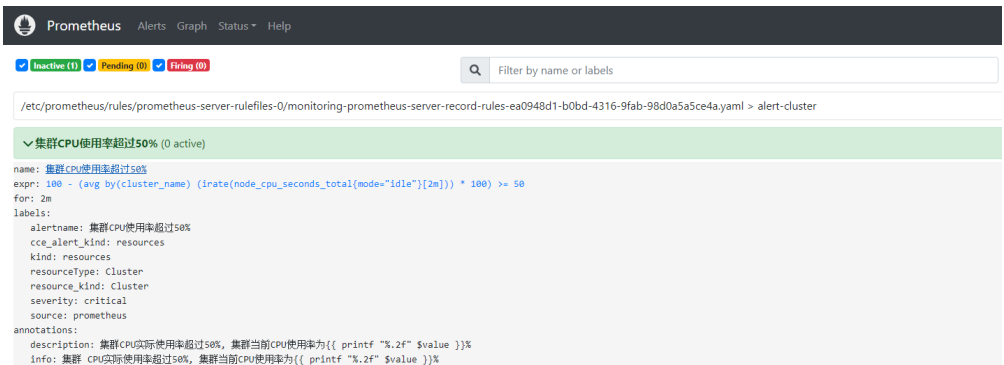 Prometheus Alerts Graph Status Help
Inactive (1) Pending (0) Firing (0)
Filter by name or labels
/etc/prometheus/rules/prometheus-server-rulefiles-0/monitoring-prometheus-server-record-rules-ea0948d1-b0bd-4316-9fab-98d0a5a5ce4a.yaml > alert-cluster
集群CPU使用率超过50% (0 active)
name: 集群CPU使用率超过50%
expr: 100 - (avg by(cluster_name) (irate(node_cpu_seconds_total{mode="idle"}[2m])) * 100) >= 50
for: 2m
labels:
alertname: 集群CPU使用率超过50%
cce_alert_kind: resources
kind: resources
resourceType: Cluster
resource_kind: Cluster
severity: critical
source: prometheus
annotations:
description: 集群CPU实际使用率超过50%, 集群当前CPU使用率为{{ printf "%.2f" $value }}%
info: 集群 CPU实际使用率超过50%, 集群当前CPU使用率为{{ printf "%.2f" $value }}%